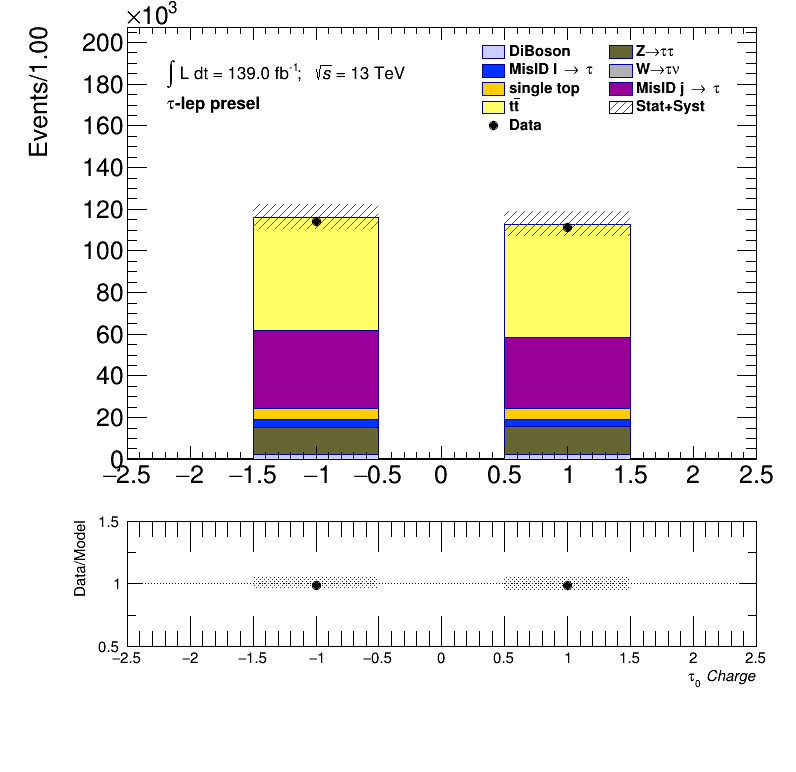 ×10³
Events/1.00
200
180
160
140
120
100
80
60
40
20
0
∫ L dt = 139.0 fb⁻¹; √s = 13 TeV
τ-lep presel
DiBoson
Z→ττ
MisID l → τ
W→τν
single top
MisID j → τ
tt̄
Stat+Syst
Data
−2.5 −2 −1.5 −1 −0.5 0 0.5 1 1.5 2 2.5
Data/Model
1.5
1
0.5
−2.5 −2 −1.5 −1 −0.5 0 0.5 1 1.5 2 2.5
τ₀ Charge